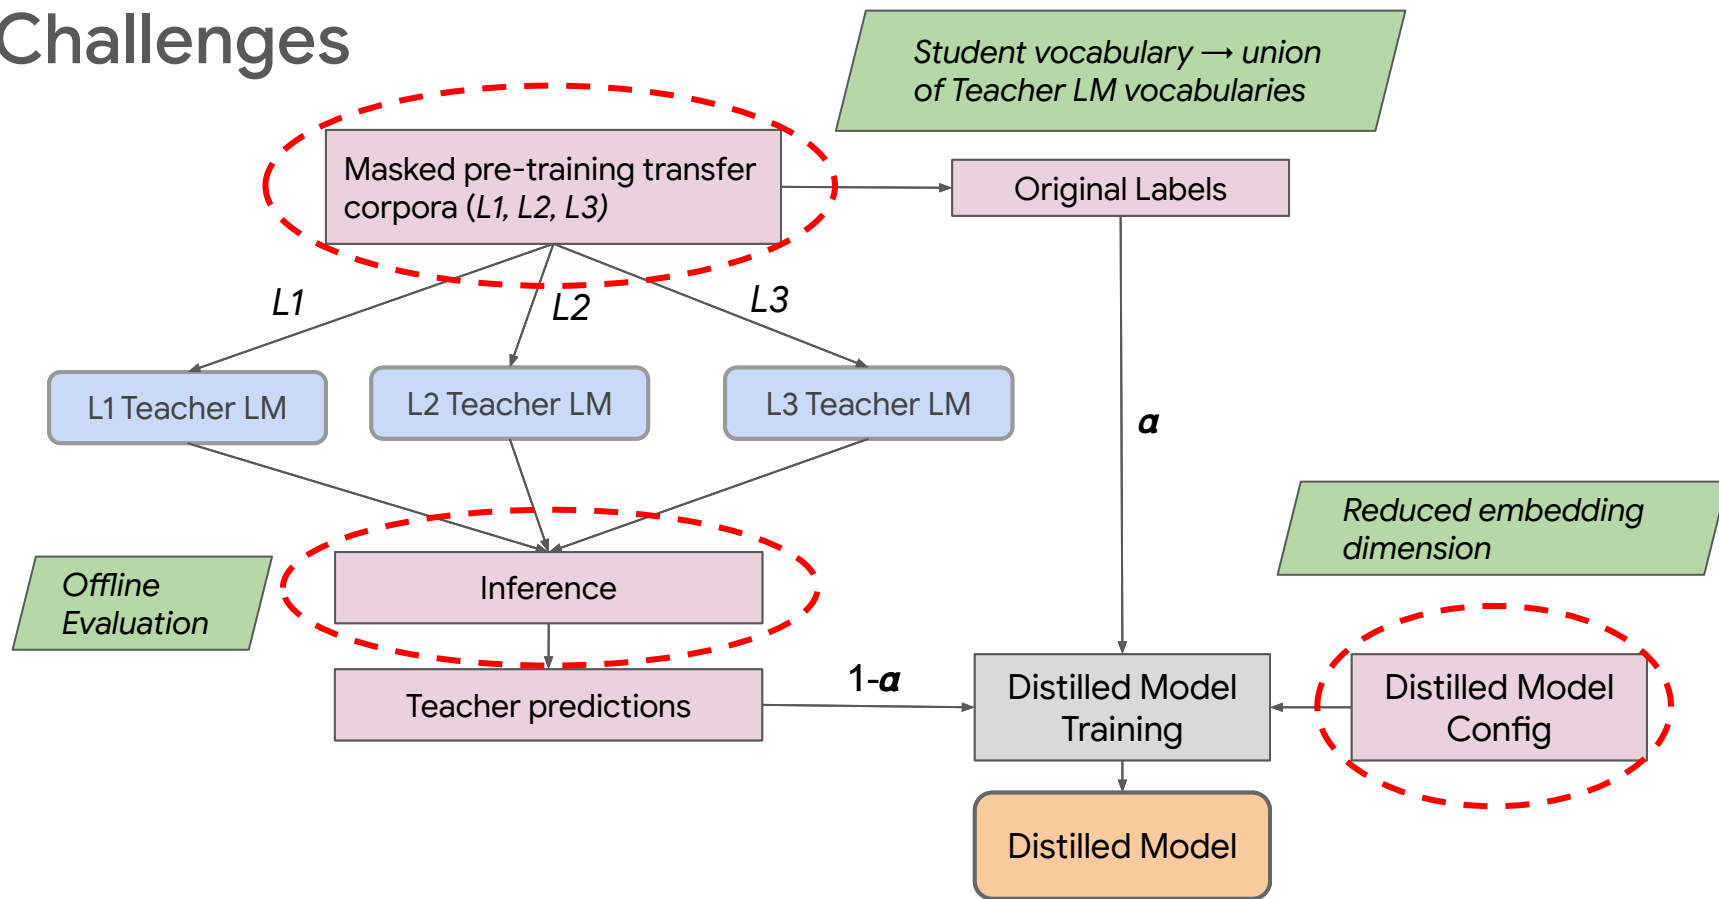 Challenges
Student vocabulary → union
of Teacher LM vocabularies
Masked pre-training transfer
corpora (L1, L2, L3)
Original Labels
L1
L2
L3
L1 Teacher LM
L2 Teacher LM
L3 Teacher LM
α
Reduced embedding
dimension
Offline
Evaluation
Inference
Teacher predictions
1-α
Distilled Model
Training
Distilled Model
Config
Distilled Model